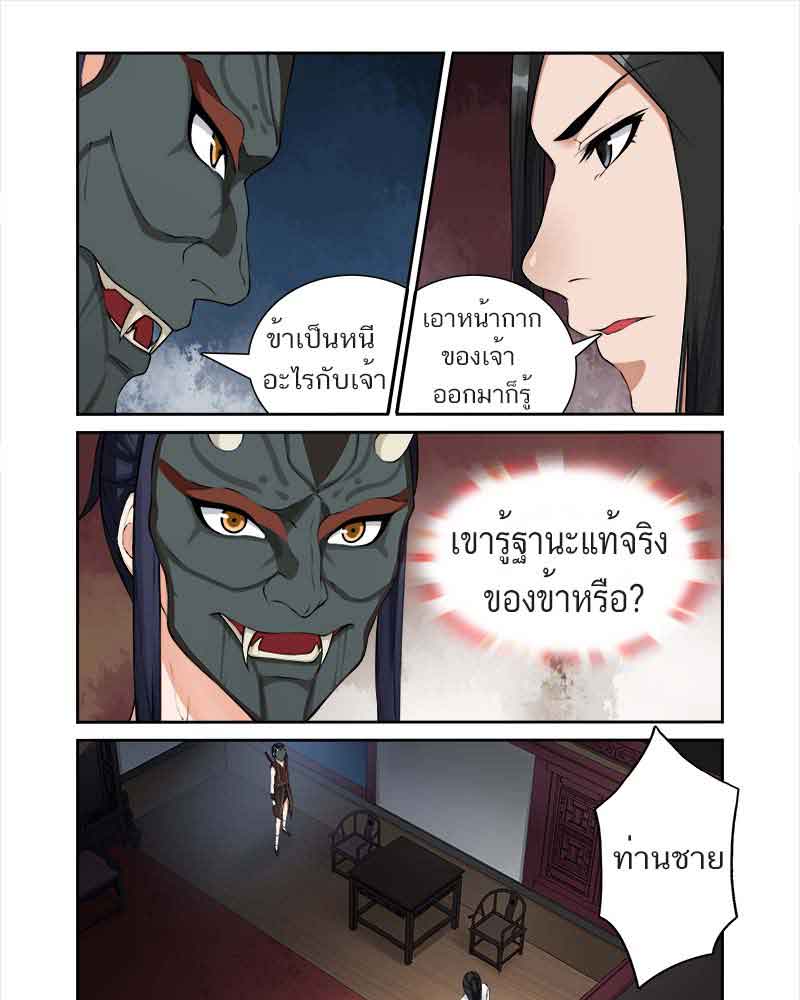 ข้าเป็นหนี
อะไรกับเจ้า
เอาหน้ากาก
ของเจ้า
ออกมาก็รู้
เขารู้ฐานะแท้จริง
ของข้าหรือ?
ท่านชาย